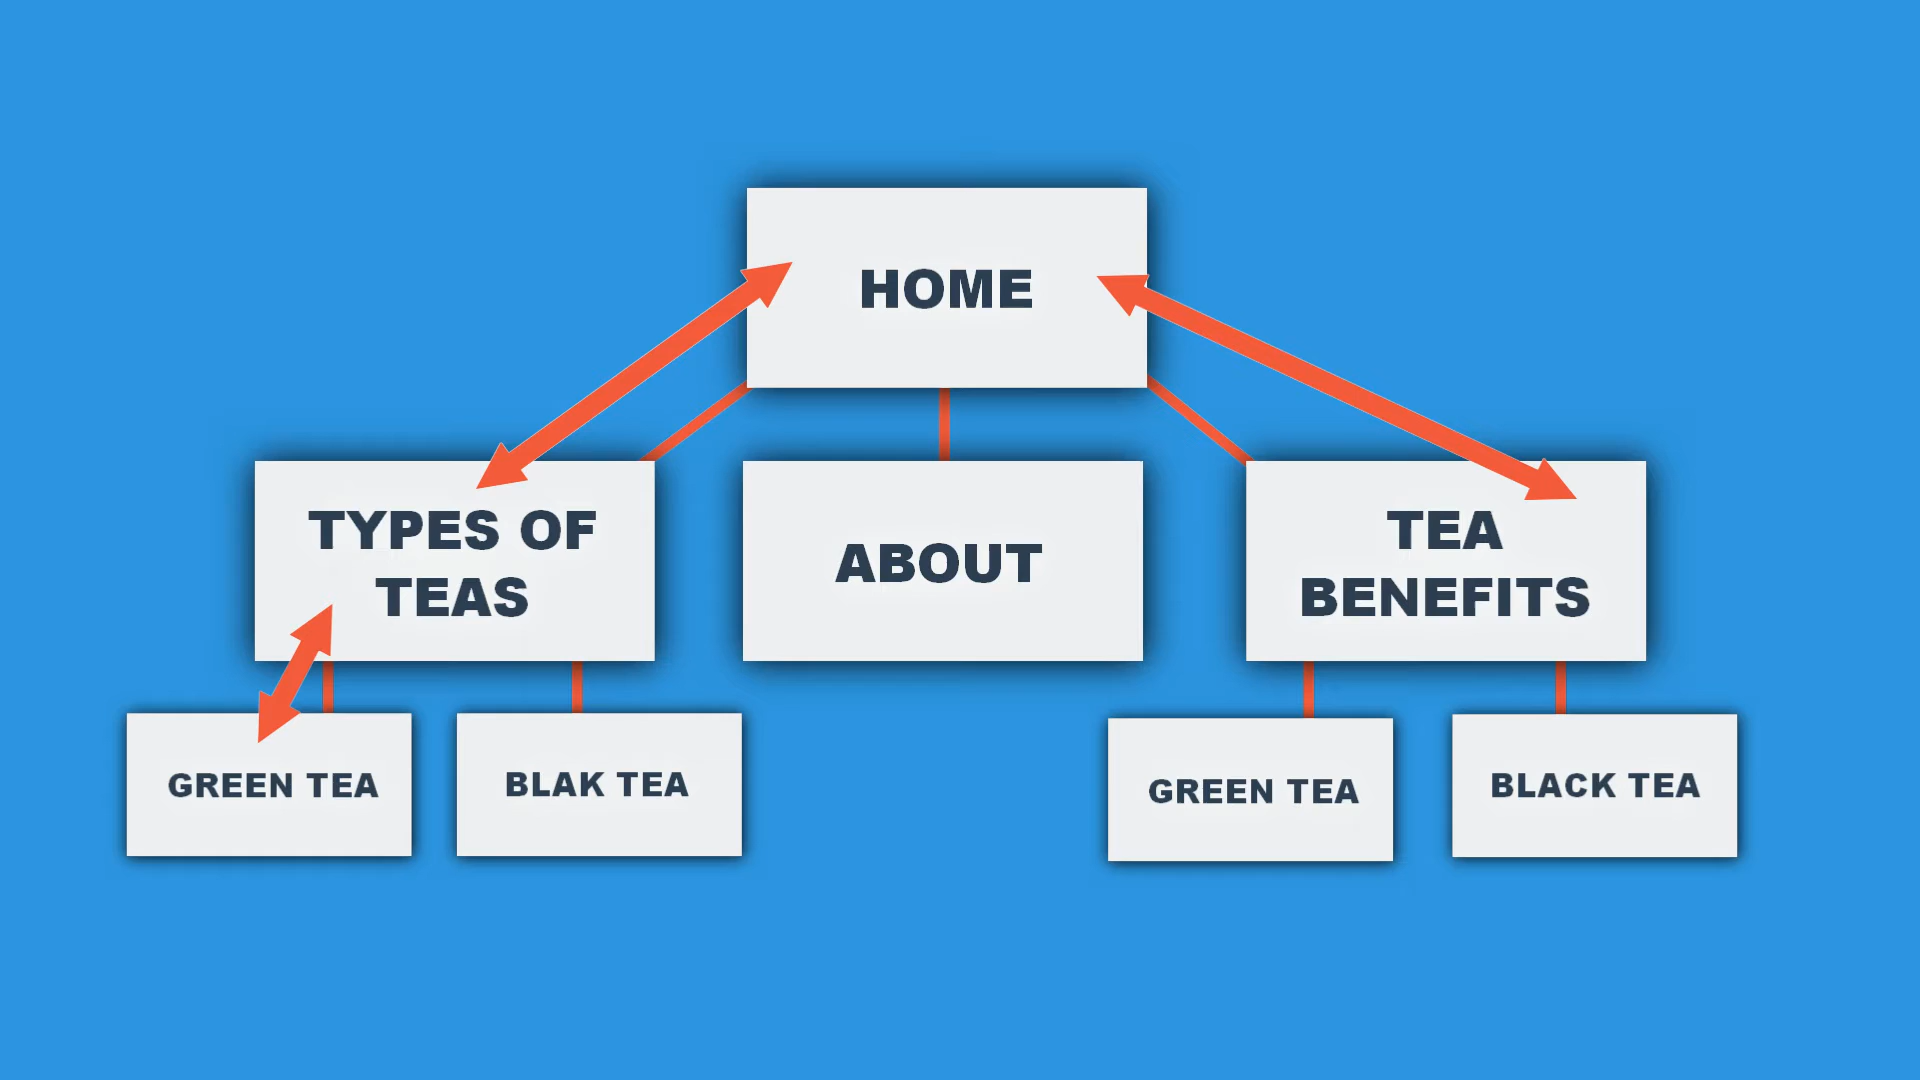 HOME
TYPES OF
TEAS
ABOUT
TEA
BENEFITS
GREEN TEA
BLAK TEA
GREEN TEA
BLACK TEA